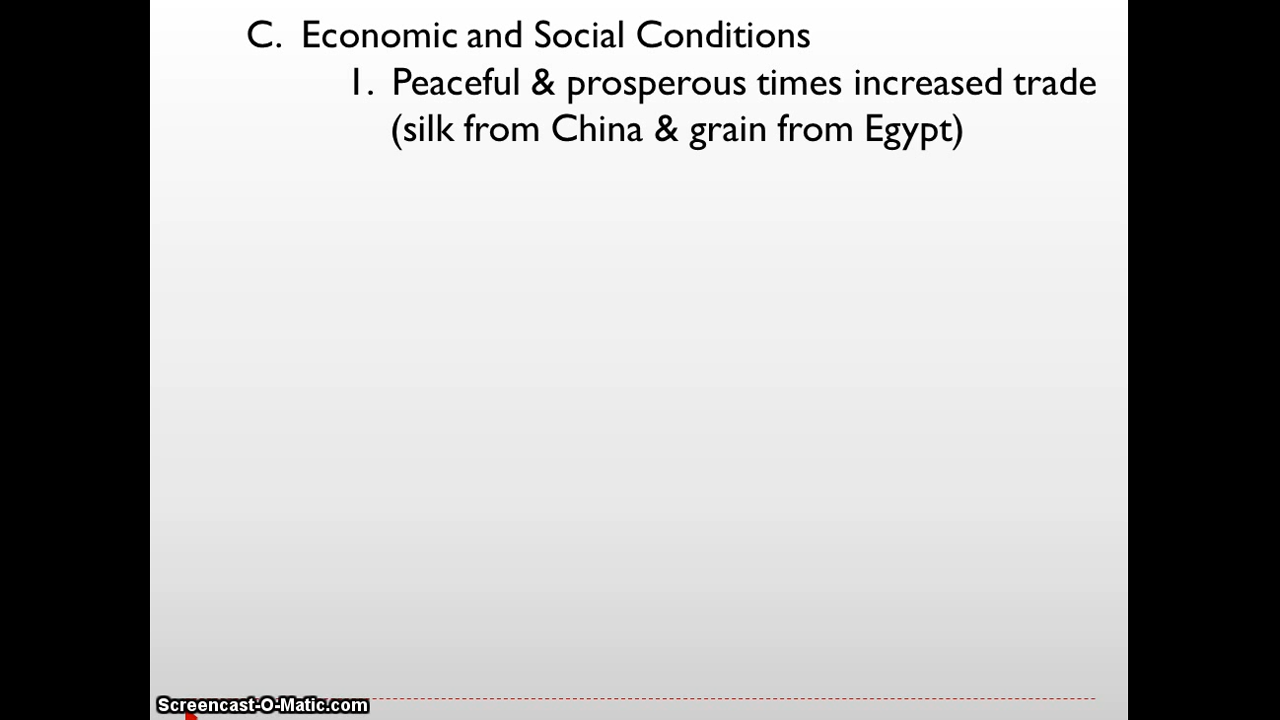 C. Economic and Social Conditions
1. Peaceful & prosperous times increased trade
(silk from China & grain from Egypt)
Screencast-O-Matic.com